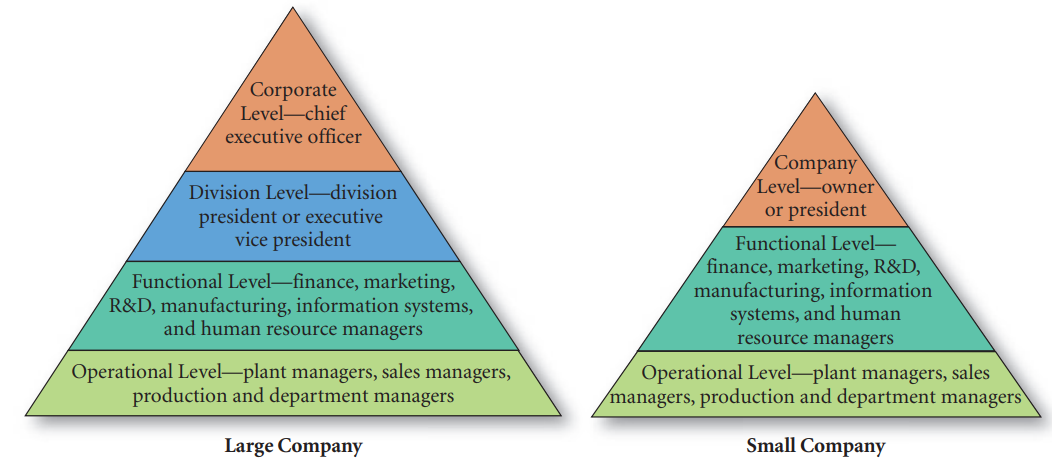 Corporate
Level—chief
executive officer
Division Level—division
president or executive
vice president
Functional Level—finance, marketing,
R&D, manufacturing, information systems,
and human resource managers
Operational Level—plant managers, sales managers,
production and department managers
Large Company
Company
Level—owner
or president
Functional Level—
finance, marketing, R&D,
manufacturing, information
systems, and human
resource managers
Operational Level—plant managers, sales
managers, production and department managers
Small Company